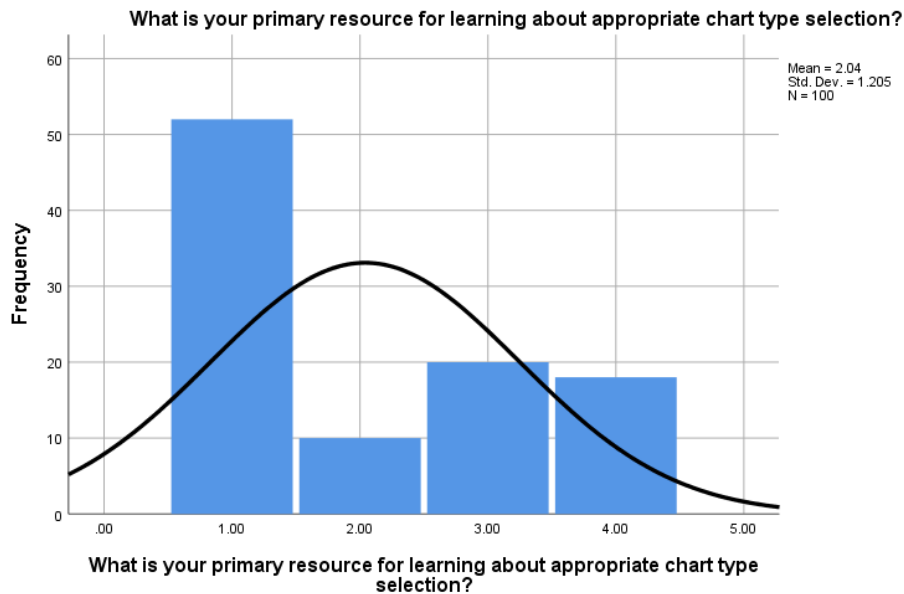 What is your primary resource for learning about appropriate chart type selection?
Mean = 2.04
Std. Dev. = 1.205
N = 100
60
50
40
30
20
10
0
Frequency
.00 1.00 2.00 3.00 4.00 5.00
What is your primary resource for learning about appropriate chart type
selection?